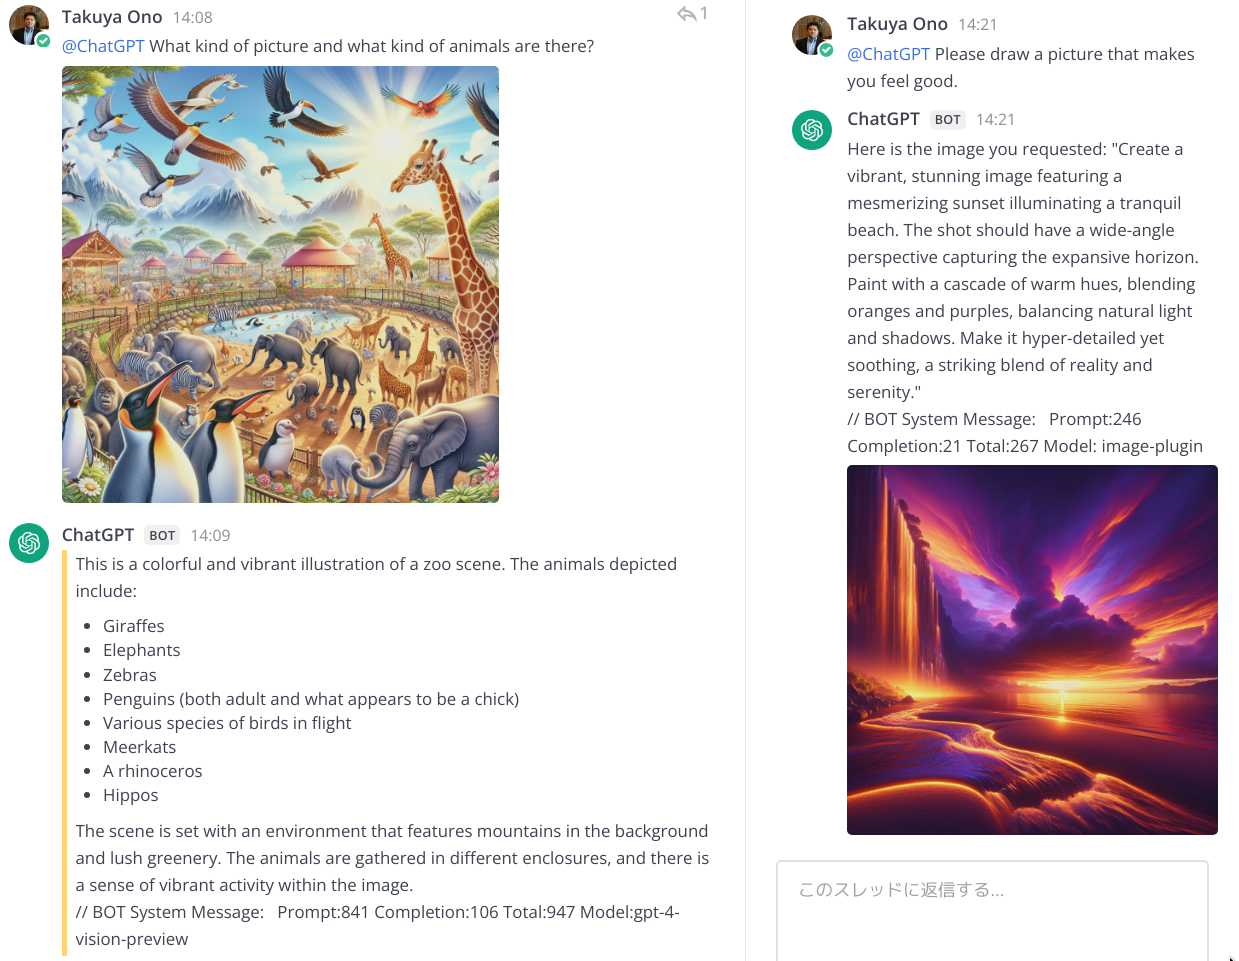 Takuya Ono 14:08
1
@ChatGPT What kind of picture and what kind of animals are there?
ChatGPT BOT 14:09
This is a colorful and vibrant illustration of a zoo scene. The animals depicted
include:
• Giraffes
• Elephants
• Zebras
• Penguins (both adult and what appears to be a chick)
• Various species of birds in flight
• Meerkats
• A rhinoceros
• Hippos
The scene is set with an environment that features mountains in the background
and lush greenery. The animals are gathered in different enclosures, and there is
a sense of vibrant activity within the image.
// BOT System Message: Prompt:841 Completion:106 Total:947 Model:gpt-4-
vision-preview
Takuya Ono 14:21
@ChatGPT Please draw a picture that makes
you feel good.
ChatGPT BOT 14:21
Here is the image you requested: "Create a
vibrant, stunning image featuring a
mesmerizing sunset illuminating a tranquil
beach. The shot should have a wide-angle
perspective capturing the expansive horizon.
Paint with a cascade of warm hues, blending
oranges and purples, balancing natural light
and shadows. Make it hyper-detailed yet
soothing, a striking blend of reality and
serenity."
// BOT System Message: Prompt:246
Completion:21 Total:267 Model: image-plugin
このスレッドに返信する...